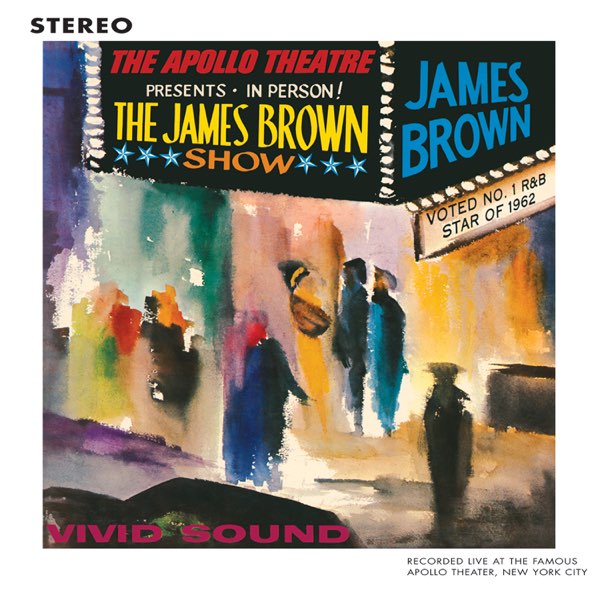 STEREO
THE APOLLO THEATRE
PRESENTS • IN PERSON!
THE JAMES BROWN
SHOW
JAMES
BROWN
VOTED NO. 1 R&B
STAR OF 1962
VIVID SOUND
RECORDED LIVE AT THE FAMOUS
APOLLO THEATER, NEW YORK CITY